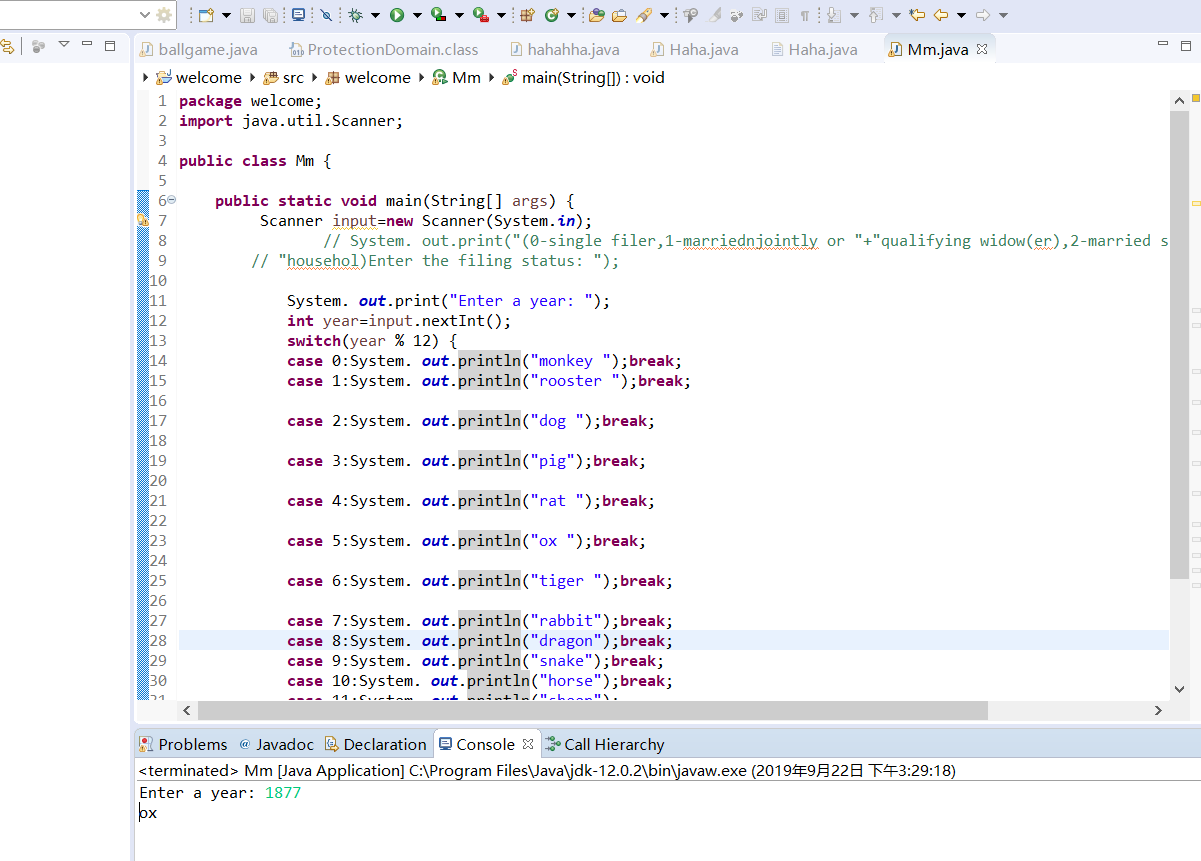 ballgame.java ProtectionDomain.class hahahha.java Haha.java Haha.java Mm.java
welcome src welcome Mm main(String[]) : void
1 package welcome;
2 import java.util.Scanner;
3
4 public class Mm {
5
6 public static void main(String[] args) {
7 Scanner input=new Scanner(System.in);
8 // System. out.print("(0-single filer,1-marriednjointly or "+"qualifying widow(er),2-married s
9 // "househol)Enter the filing status: ");
10
11 System. out.print("Enter a year: ");
12 int year=input.nextInt();
13 switch(year % 12) {
14 case 0:System. out.println("monkey ");break;
15 case 1:System. out.println("rooster ");break;
16
17 case 2:System. out.println("dog ");break;
18
19 case 3:System. out.println("pig");break;
20
21 case 4:System. out.println("rat ");break;
22
23 case 5:System. out.println("ox ");break;
24
25 case 6:System. out.println("tiger ");break;
26
27 case 7:System. out.println("rabbit");break;
28 case 8:System. out.println("dragon");break;
29 case 9:System. out.println("snake");break;
30 case 10:System. out.println("horse");break;
31 case 11:System. out.println("sheep");
Problems Javadoc Declaration Console Call Hierarchy
<terminated> Mm [Java Application] C:\Program Files\Java\jdk-12.0.2\bin\javaw.exe (2019年9月22日 下午3:29:18)
Enter a year: 1877
ox